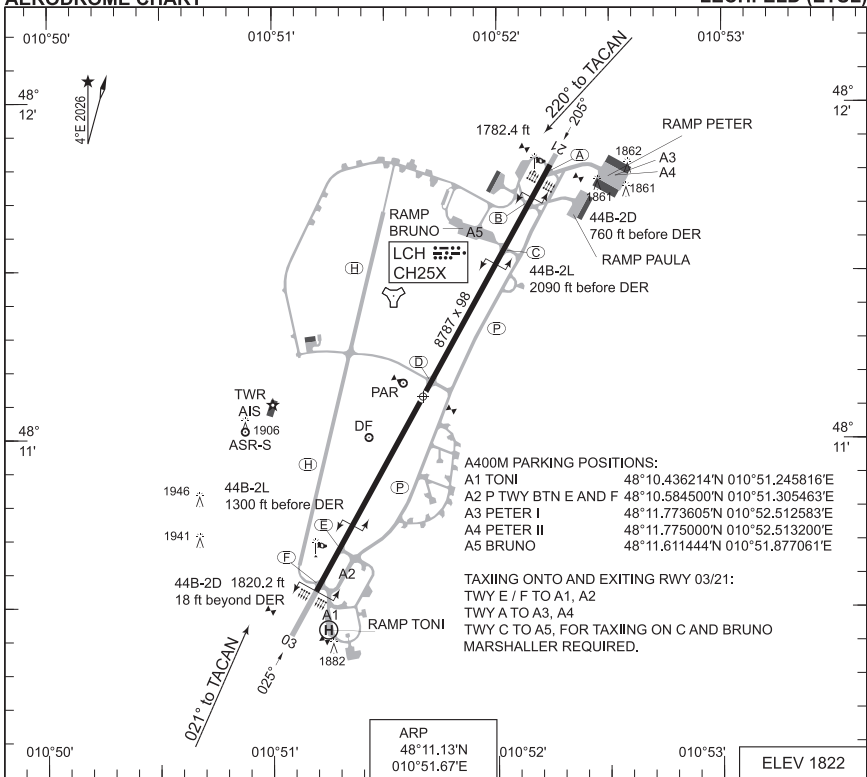 AERODROME CHART
LECHFELD (ETSL)
010°50' 010°51' 010°52' 010°53'
48° 12'
48° 12'
4°E 2026
220° to TACAN
205°
21
1782.4 ft
A
RAMP PETER
1862
A3
A4
1861
1861
B
44B-2D
760 ft before DER
RAMP BRUNO
A5
RAMP PAULA
C
LCH
CH25X
H
44B-2L
2090 ft before DER
8787 x 98
P
D
PAR
TWR
AIS
1906
ASR-S
DF
48° 11'
48° 11'
A400M PARKING POSITIONS:
A1 TONI 48°10.436214'N 010°51.245816'E
A2 P TWY BTN E AND F 48°10.584500'N 010°51.305463'E
A3 PETER I 48°11.773605'N 010°52.512583'E
A4 PETER II 48°11.775000'N 010°52.513200'E
A5 BRUNO 48°11.611444'N 010°51.877061'E
H
P
1946
44B-2L
1300 ft before DER
1941
E
F
A2
44B-2D 1820.2 ft
18 ft beyond DER
TAXIING ONTO AND EXITING RWY 03/21:
TWY E / F TO A1, A2
TWY A TO A3, A4
TWY C TO A5, FOR TAXIING ON C AND BRUNO
MARSHALLER REQUIRED.
A1
H
RAMP TONI
1882
03
025°
021° to TACAN
ARP
48°11.13'N
010°51.67'E
010°50' 010°51' 010°52' 010°53'
ELEV 1822